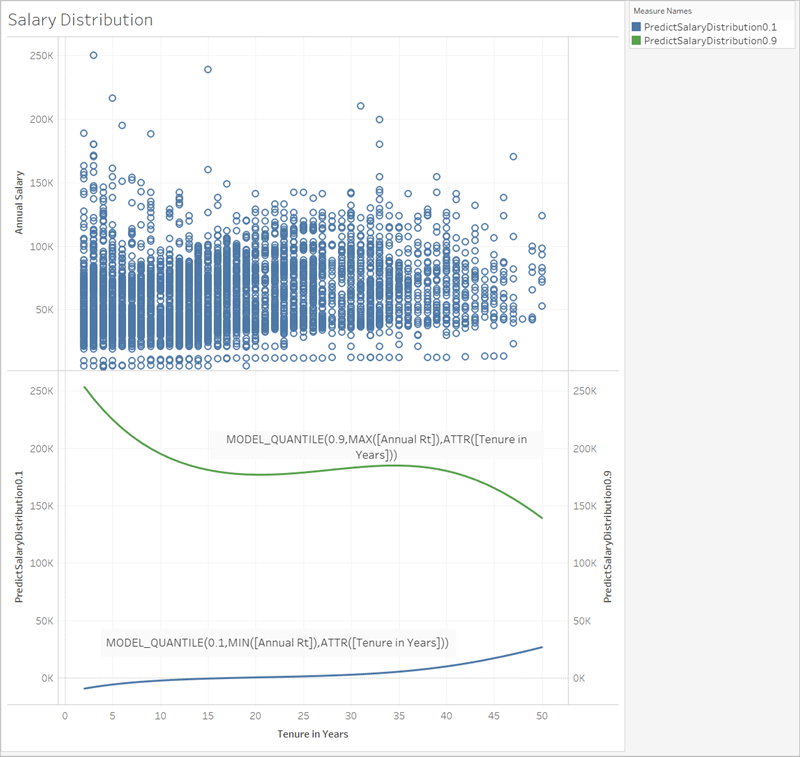 Salary Distribution
Measure Names
PredictSalaryDistribution0.1
PredictSalaryDistribution0.9
250K
200K
150K
100K
50K
Annual Salary
250K
200K
150K
100K
50K
0K
PredictSalaryDistribution0.1
MODEL_QUANTILE(0.9,MAX([Annual Rt]),ATTR([Tenure in
Years]))
MODEL_QUANTILE(0.1,MIN([Annual Rt]),ATTR([Tenure in Years]))
250K
200K
150K
100K
50K
0K
PredictSalaryDistribution0.9
0 5 10 15 20 25 30 35 40 45 50
Tenure in Years